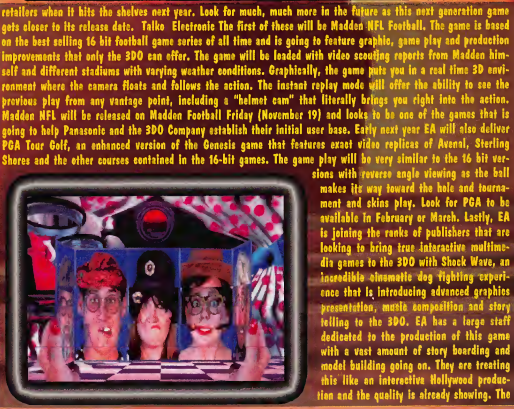 retailers when it hits the shelves next year. Look for much, much more in the future as this next generation game
gets closer to its release date.  Talko  Electronic The first of these will be Madden NFL Football. The game is based
on the best selling 16 bit football game series of all time and is going to feature graphic, game play and production
improvements that only the 3DO can offer. The game will be loaded with video scouting reports from Madden him-
self and different stadiums with varying weather conditions. Graphically, the game puts you in a real time 3D envi-
ronment where the camera floats and follows the action. The instant replay mode will offer the ability to see the
previous play from any vantage point, including a "helmet cam" that literally brings you right into the action.
Madden NFL will be released on Madden Football Friday (November 19) and looks to be one of the games that is
going to help Panasonic and the 3DO Company establish their initial user base. Early next year EA will also deliver
PGA Tour Golf, an enhanced version of the Genesis game that features exact video replicas of Avenal, Sterling
Shores and the other courses contained in the 16-bit games. The game play will be very similar to the 16 bit ver-
sions with reverse angle viewing as the ball
makes its way toward the hole and tourna-
ment and skins play. Look for PGA to be
available in February or March. Lastly, EA
is joining the ranks of publishers that are
looking to bring true interactive multime-
dia games to the 3DO with Shock Wave, an
incredible cinematic dog fighting experi-
ence that is introducing advanced graphics
presentation, music composition and story
telling to the 3DO. EA has a large staff
dedicated to the production of this game
with a vast amount of story boarding and
model building going on. They are treating
this like an interactive Hollywood produc-
tion and the quality is already showing. The